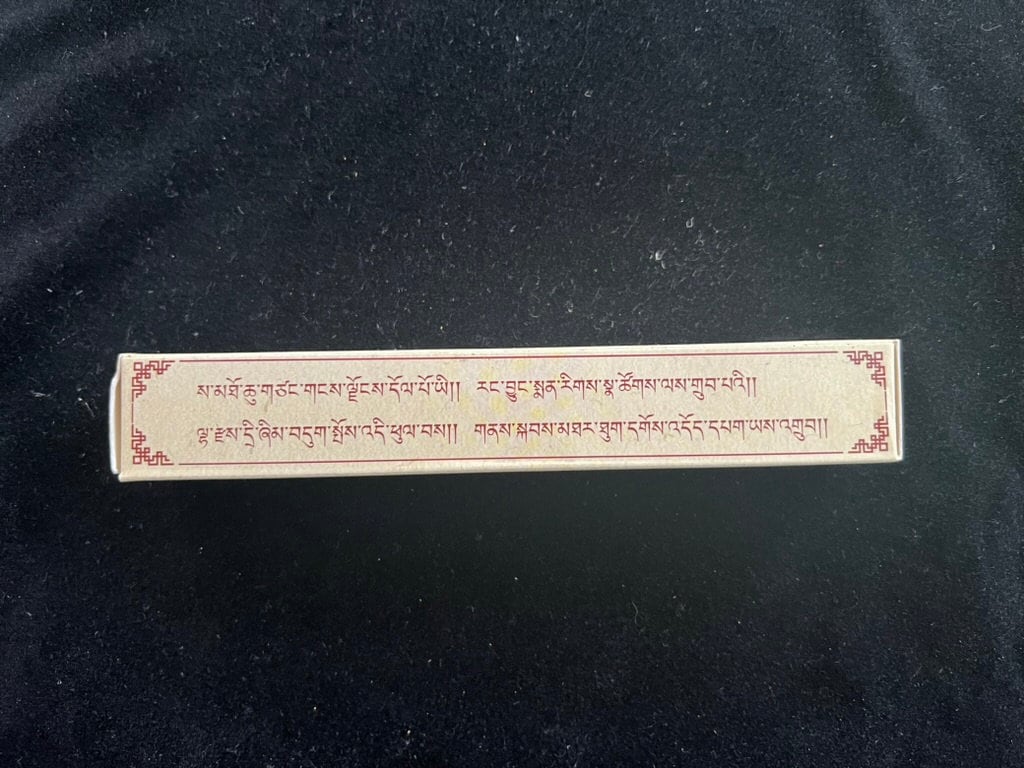 ས་མཐོ་ཆུ་གཙང་གངས་ལྗོངས་དོལ་པོ་ཡི།། རང་བྱུང་སྨན་རིགས་སྣ་ཚོགས་ལས་གྲུབ་པའི།།
ལྷ་རྫས་དྲི་ཞིམ་བདུག་སྤོས་འདི་ཕུལ་བས།། གནས་སྐབས་མཐར་ཐུག་དགོས་འདོད་དཔག་ཡས་འགྲུབ།།